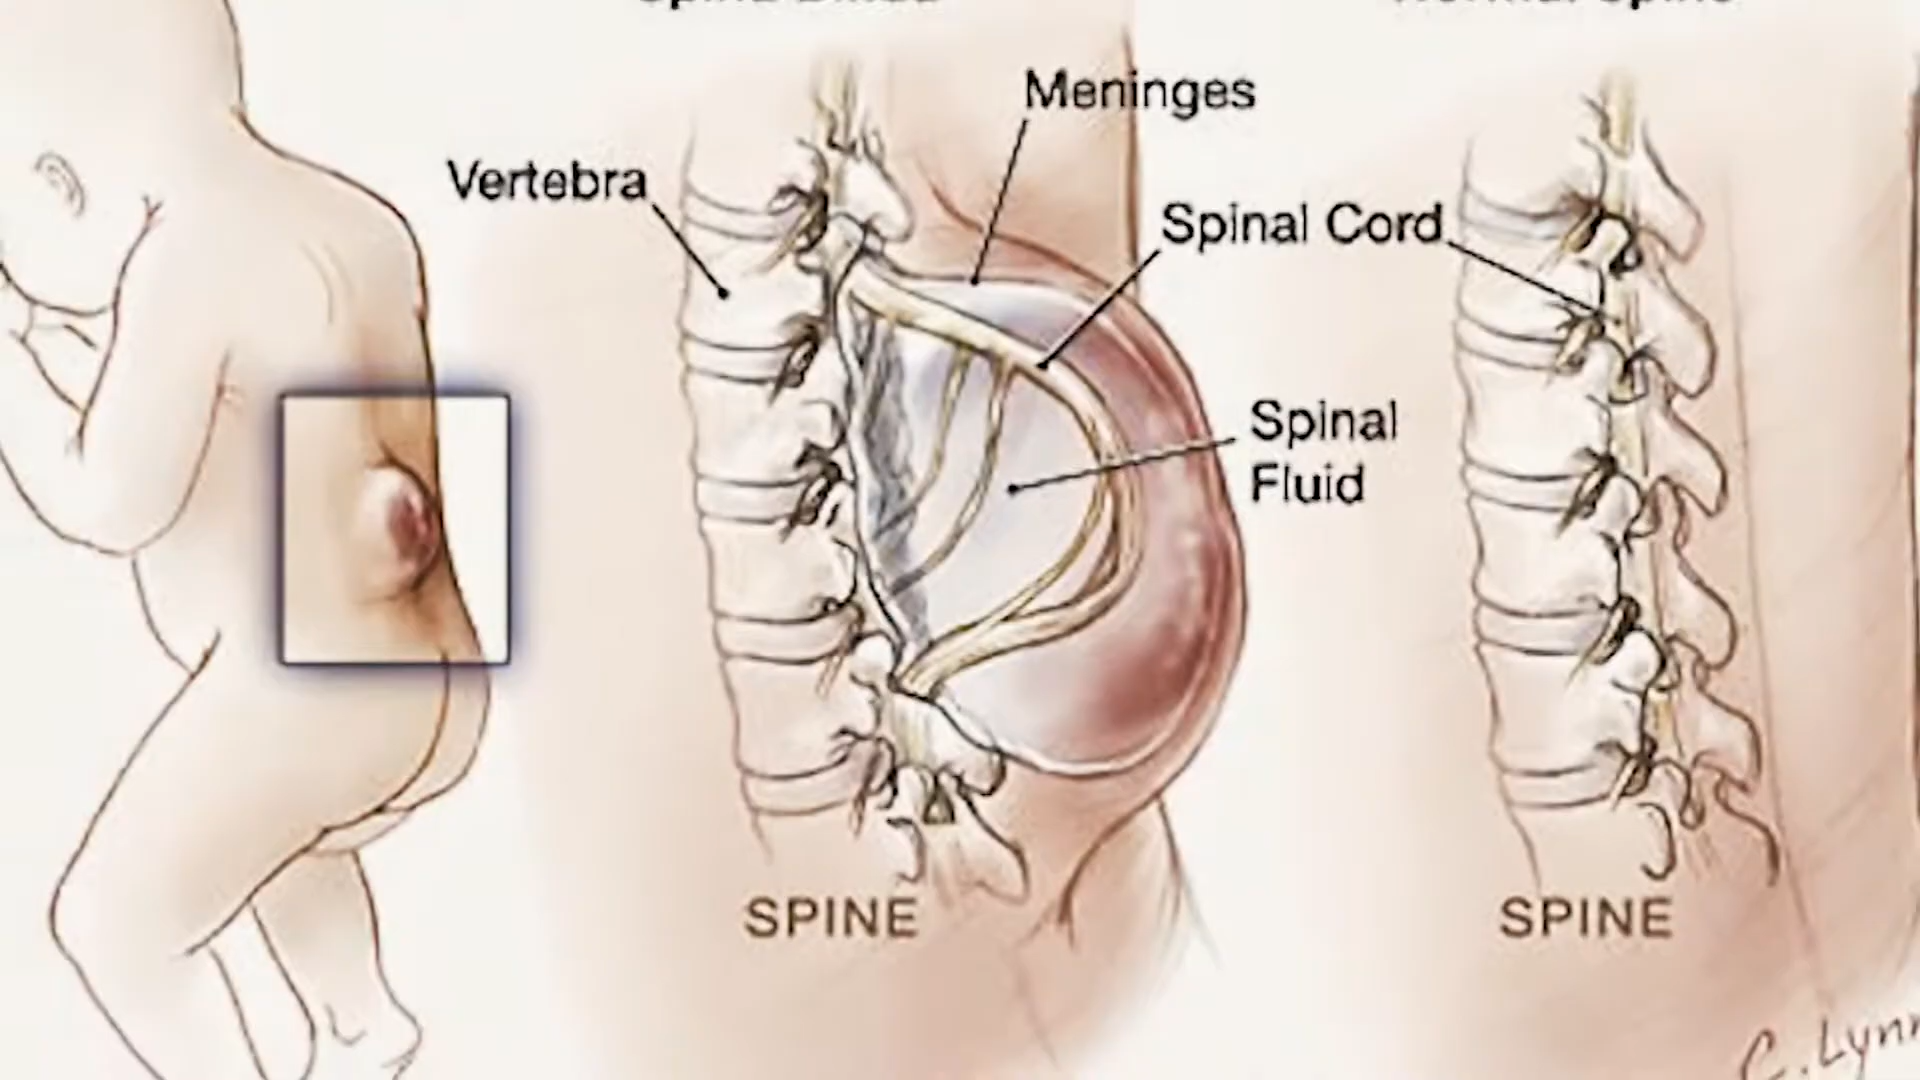 Meninges
Vertebra
Spinal Cord
Spinal
Fluid
SPINE
SPINE